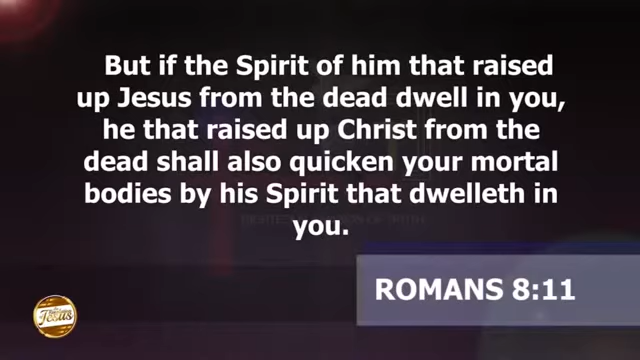 But if the Spirit of him that raised
up Jesus from the dead dwell in you,
he that raised up Christ from the
dead shall also quicken your mortal
bodies by his Spirit that dwelleth in
you.
ROMANS 8:11
Jesus